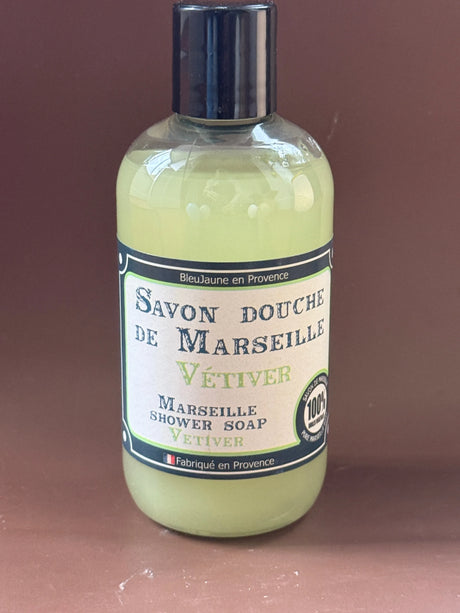 BleuJaune en Provence
SAVON DOUCHE
DE MARSEILLE
VÉTIVER
MARSEILLE
SHOWER SOAP
VETIVER
100%
Fabriqué en Provence